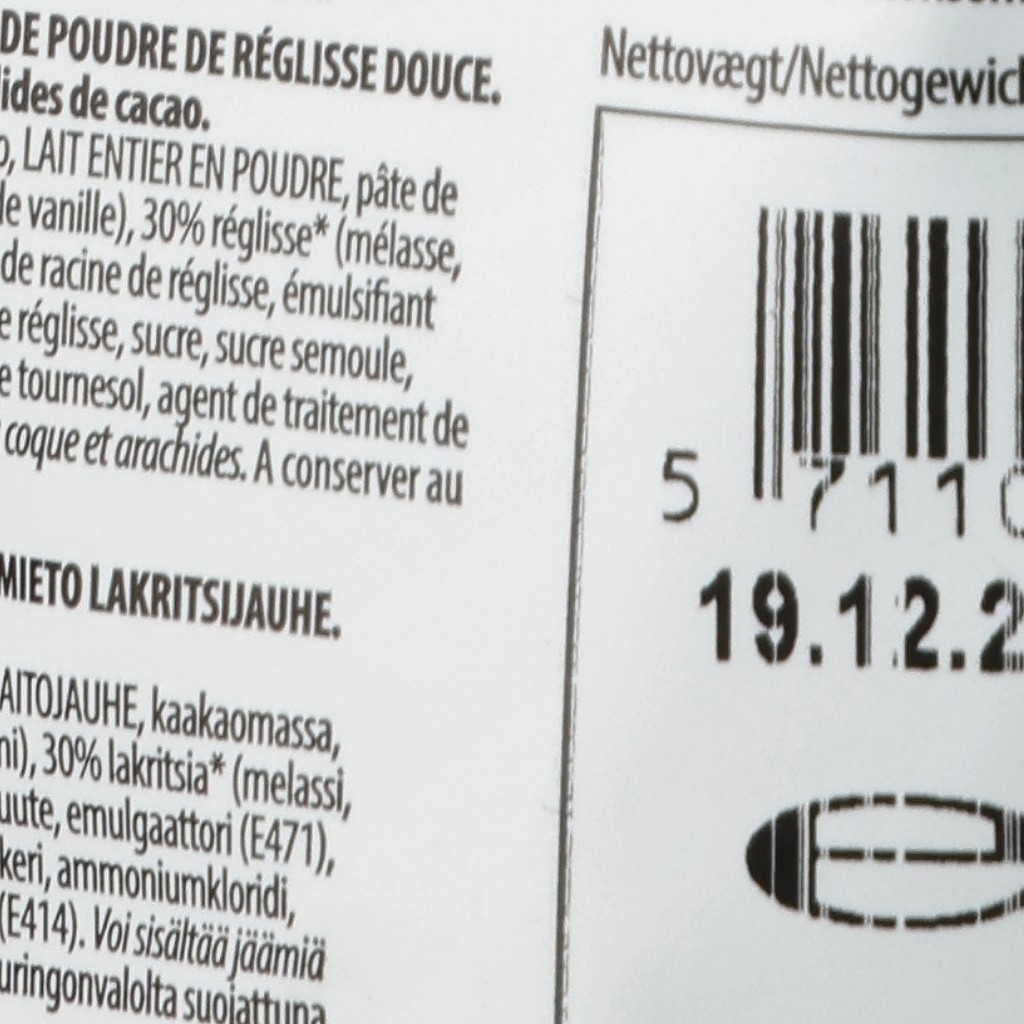 DE POUDRE DE RÉGLISSE DOUCE.
ides de cacao.
, LAIT ENTIER EN POUDRE, pâte de
de vanille), 30% réglisse* (mélasse,
de racine de réglisse, émulsifiant
e réglisse, sucre, sucre semoule,
e tournesol, agent de traitement de
coque et arachides. A conserver au
MIETO LAKRITSIJAUHE.
AITOJAUHE, kaakaomassa,
ni), 30% lakritsia* (melassi,
uute, emulgaattori (E471),
keri, ammoniumkloridi,
(E414). Voi sisältää jäämiä
uringonvalolta suojattuna
Nettovægt/Nettogewich
5 7110
19.12.2